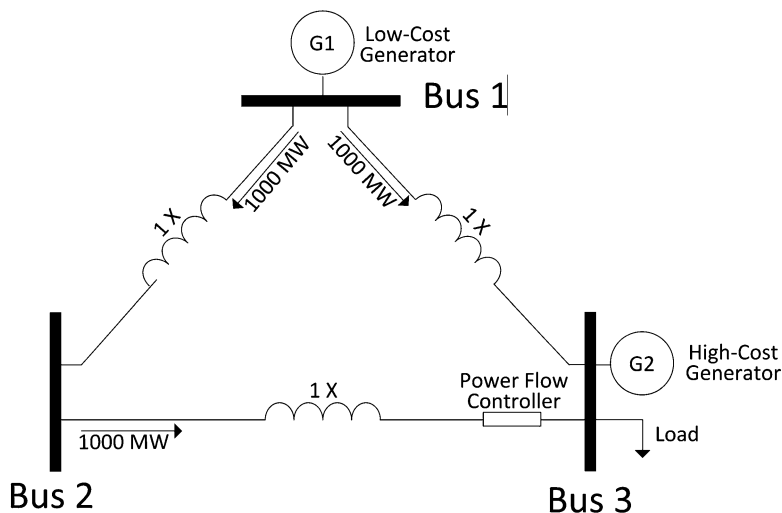 G1
Low-Cost
Generator
Bus 1
1000 MW
1000 MW
1 X
1 X
G2
High-Cost
Generator
Power Flow
Controller
1 X
1000 MW
Load
Bus 2
Bus 3